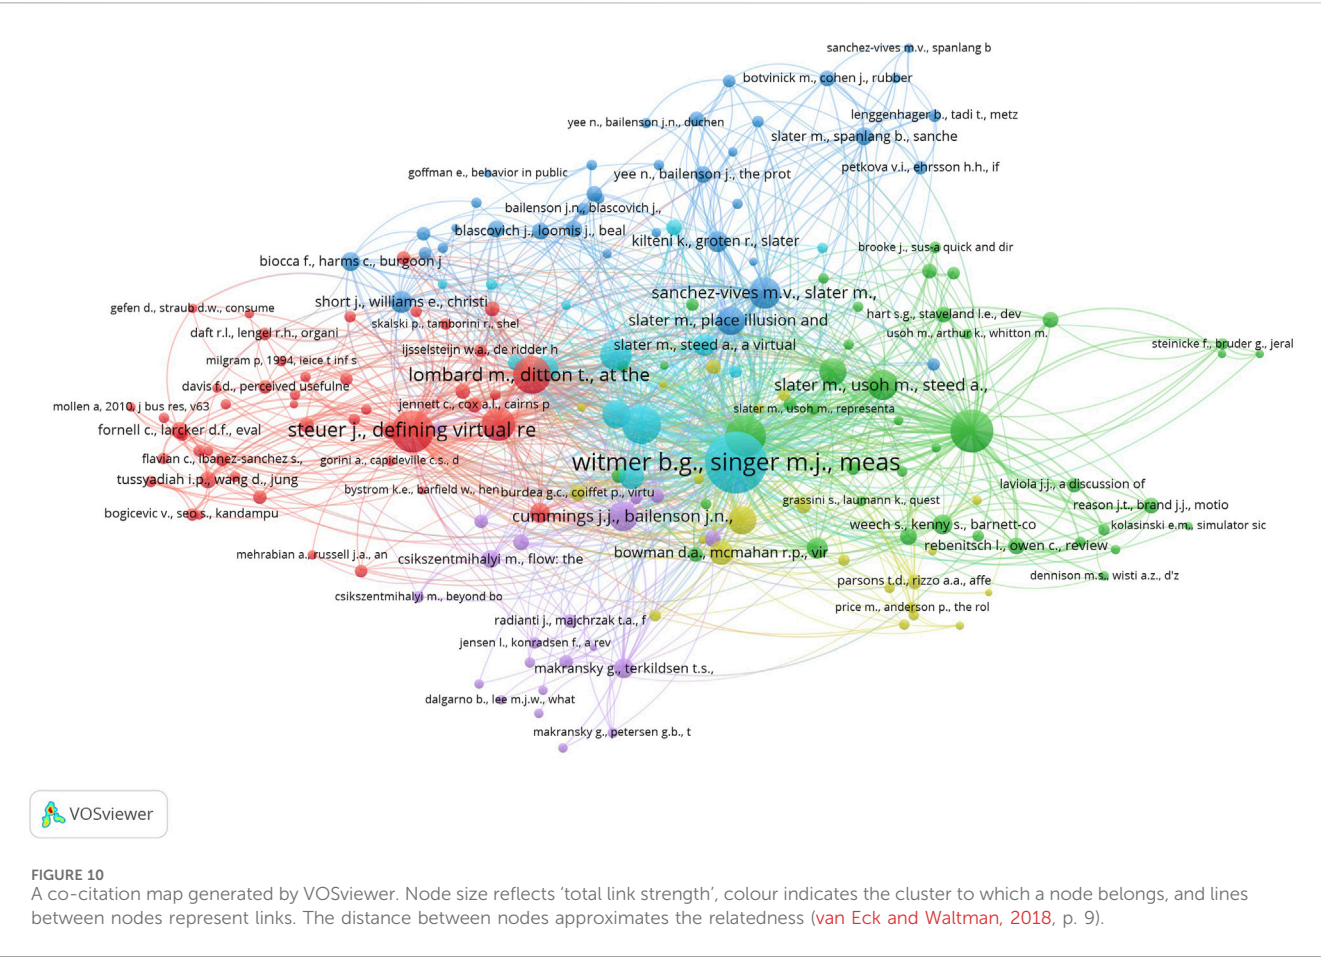 sanchez-vives m.v., spanlang b
botvinick m., cohen j., rubber
lenggenhager b., tadi t., metz
yee n., bailenson j.n., duchen
slater m., spanlang b., sanche
petkova v.i., ehrsson h.h., if
goffman e., behavior in public
yee n., bailenson j., the prot
bailenson j.n., blascovich j.,
blascovich j., loomis j., beal
kilteni k., groten r., slater
brooke j., sus-a quick and dir
biocca f., harms c., burgoon j
sanchez-vives m.v., slater m.,
short j., williams e., christi
gefen d., straub d.w., consume
hart s.g., staveland l.e., dev
skalski p., tamborini r., shel
slater m., place illusion and
daft r.l., lengel r.h., organi
usoh m., arthur k., whitton m.
steinicke f., bruder g., jeral
slater m., steed a., a virtual
ijsselsteijn w.a., de ridder h
milgram p, 1994, ieice t inf s
lombard m., ditton t., at the
davis f.d., perceived usefulne
slater m., usoh m., steed a.,
mollen a, 2010, j bus res, v63
jennett c., cox a.l., cairns p
slater m., usoh m., representa
fornell c., larcker d.f., eval
steuer j., defining virtual re
flavian c., ibanez-sanchez s.,
gorini a., capideville c.s., d
witmer b.g., singer m.j., meas
tussyadiah i.p., wang d., jung
laviola j.j., a discussion of
bystrom k.e., barfield w., hen
burdea g.c., coiffet p., virtu
grassini s., laumann k., quest
reason j.t., brand j.j., motio
bogicevic v., seo s., kandampu
cummings j.j., bailenson j.n.,
weech s., kenny s., barnett-co
kolasinski e.m., simulator sic
rebenitsch l., owen c., review
mehrabian a., russell j.a., an
csikszentmihalyi m., flow: the
bowman d.a., mcmahan r.p., vir
dennison m.s., wisti a.z., d'z
parsons t.d., rizzo a.a., affe
csikszentmihalyi m., beyond bo
price m., anderson p., the rol
radianti j., majchrzak t.a., f
jensen l., konradsen f., a rev
makransky g., terkildsen t.s.,
dalgarno b., lee m.j.w., what
makransky g., petersen g.b., t
VOSviewer
FIGURE 10
A co-citation map generated by VOSviewer. Node size reflects ‘total link strength’, colour indicates the cluster to which a node belongs, and lines
between nodes represent links. The distance between nodes approximates the relatedness (van Eck and Waltman, 2018, p. 9).